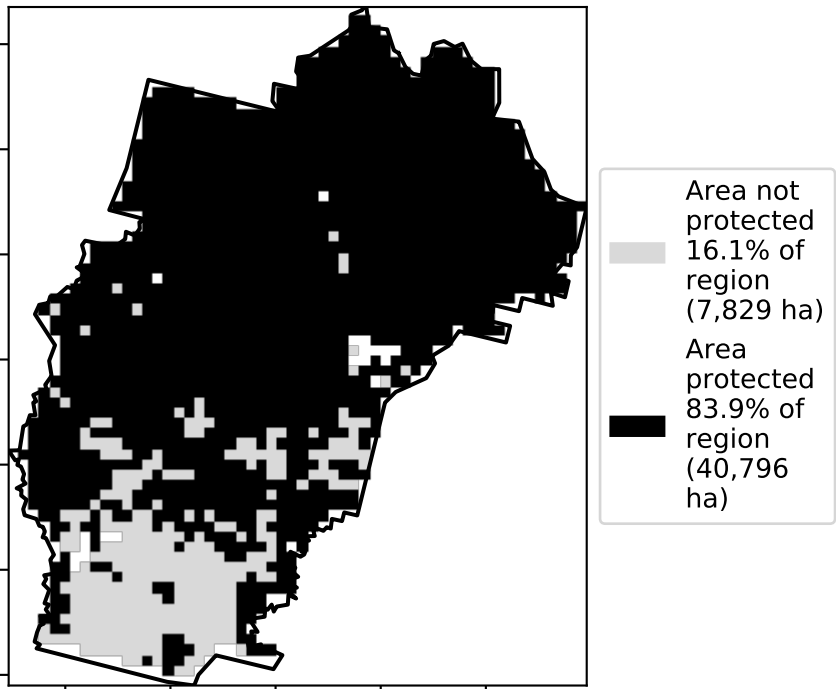 Area not
protected
16.1% of
region
(7,829 ha)
Area
protected
83.9% of
region
(40,796
ha)